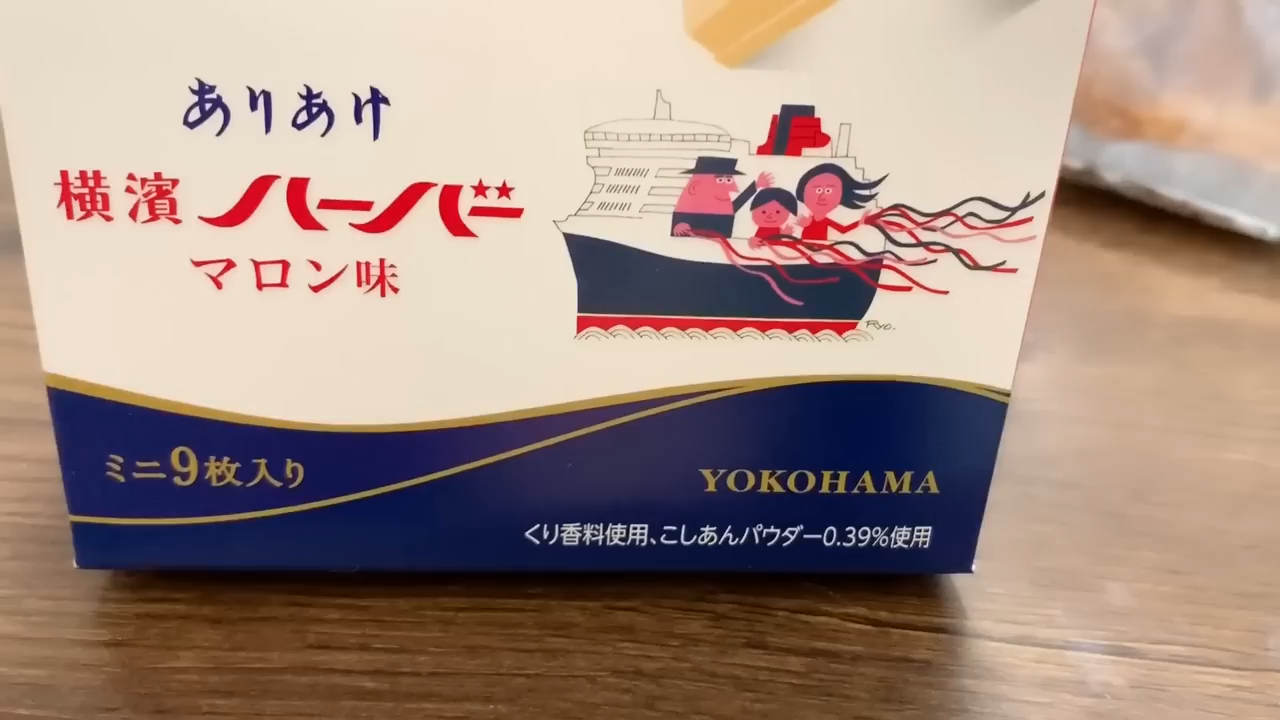 ありあけ
横濱ハーバー
マロン味
Ryo.
ミニ9枚入り
YOKOHAMA
くり香料使用、こしあんパウダー0.39%使用